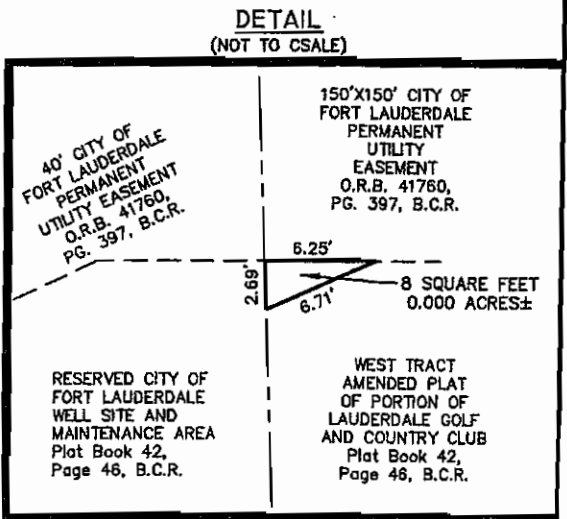 DETAIL
(NOT TO CSALE)
40' CITY OF
FORT LAUDERDALE
PERMANENT
UTILITY EASEMENT
O.R.B. 41760,
PG. 397, B.C.R.
150'X150' CITY OF
FORT LAUDERDALE
PERMANENT
UTILITY
EASEMENT
O.R.B. 41760,
PG. 397, B.C.R.
6.25'
2.69'
6.71'
8 SQUARE FEET
0.000 ACRES±
RESERVED CITY OF
FORT LAUDERDALE
WELL SITE AND
MAINTENANCE AREA
Plat Book 42,
Page 46, B.C.R.
WEST TRACT
AMENDED PLAT
OF PORTION OF
LAUDERDALE GOLF
AND COUNTRY CLUB
Plat Book 42,
Page 46, B.C.R.